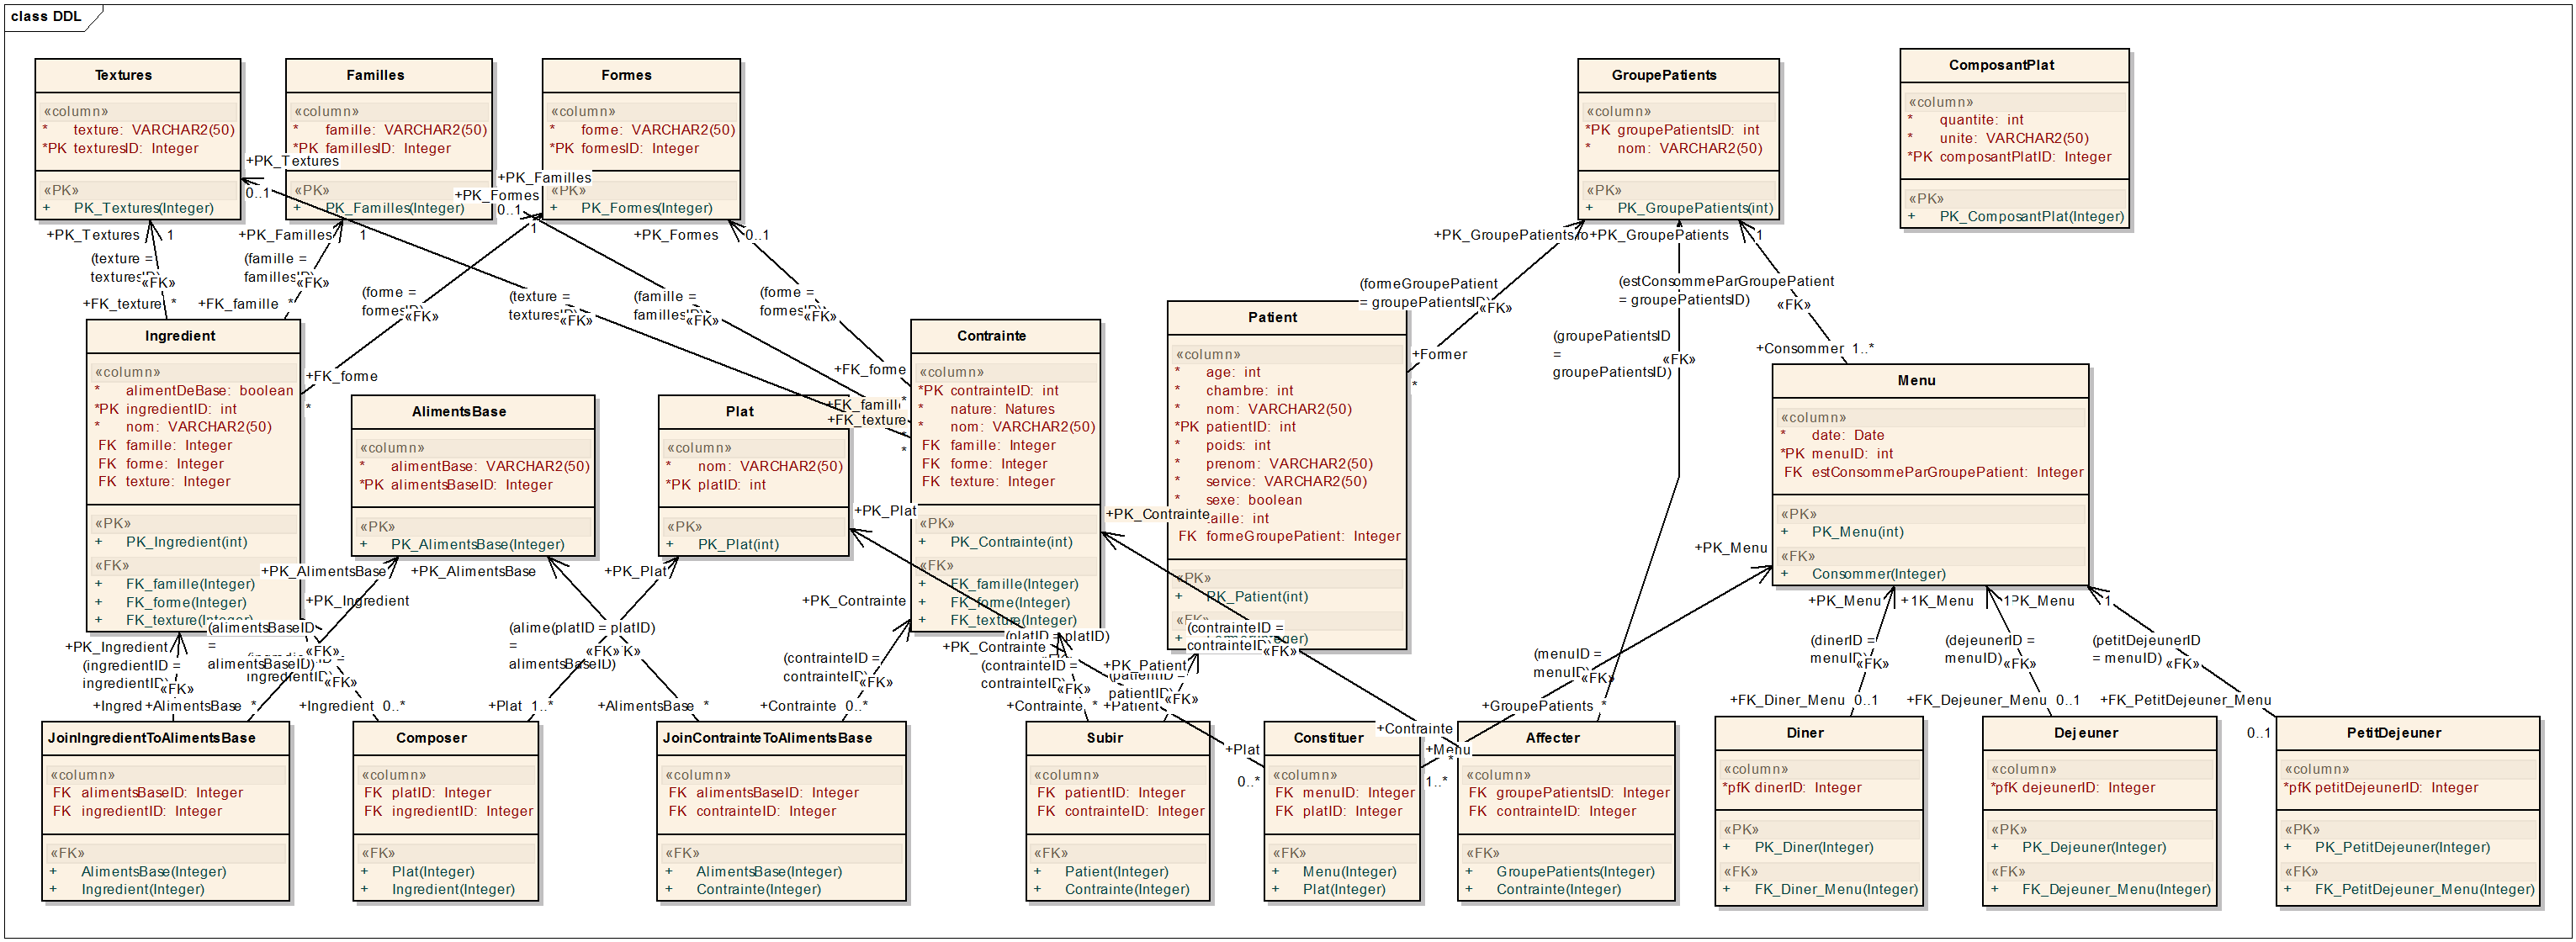 class DDL
Textures
«column»
* texture: VARCHAR2(50)
*PK texturesID: Integer
«PK»
+ PK_Textures(Integer)
Familles
«column»
* famille: VARCHAR2(50)
*PK famillesID: Integer
«PK»
+ PK_Familles(Integer)
Formes
«column»
* forme: VARCHAR2(50)
*PK formesID: Integer
«PK»
+ PK_Formes(Integer)
GroupePatients
«column»
*PK groupePatientsID: int
* nom: VARCHAR2(50)
«PK»
+ PK_GroupePatients(int)
ComposantPlat
«column»
* quantite: int
* unite: VARCHAR2(50)
*PK composantPlatID: Integer
«PK»
+ PK_ComposantPlat(Integer)
+PK_Textures
0..1
+PK_Familles
+PK_Formes
0..1
1
+PK_Textures 1
+PK_Familles 1
+PK_Formes 0..1
+PK_GroupePatients
+PK_GroupePatients 1
(texture =
texturesID)
«FK»
(famille =
famillesID)
«FK»
(forme =
formesID)
«FK»
(texture =
texturesID)
«FK»
(famille =
famillesID)
«FK»
(forme =
formesID)
«FK»
(formeGroupePatient
= groupePatientsID)
«FK»
(estConsommeParGroupePatient
= groupePatientsID)
«FK»
(groupePatientsID
=
groupePatientsID)
«FK»
+FK_texture *
+FK_famille *
+FK_forme
*
+FK_forme
*
+FK_famille
+FK_texture
*
+Former
*
+Consommer 1..*
Ingredient
«column»
* alimentDeBase: boolean
*PK ingredientID: int
* nom: VARCHAR2(50)
FK famille: Integer
FK forme: Integer
FK texture: Integer
«PK»
+ PK_Ingredient(int)
«FK»
+ FK_famille(Integer)
+ FK_forme(Integer)
+ FK_texture(Integer)
AlimentsBase
«column»
* alimentBase: VARCHAR2(50)
*PK alimentsBaseID: Integer
«PK»
+ PK_AlimentsBase(Integer)
Plat
«column»
* nom: VARCHAR2(50)
*PK platID: int
«PK»
+ PK_Plat(int)
Contrainte
«column»
*PK contrainteID: int
* nature: Natures
* nom: VARCHAR2(50)
FK famille: Integer
FK forme: Integer
FK texture: Integer
«PK»
+ PK_Contrainte(int)
«FK»
+ FK_famille(Integer)
+ FK_forme(Integer)
+ FK_texture(Integer)
Patient
«column»
* age: int
* chambre: int
* nom: VARCHAR2(50)
*PK patientID: int
* poids: int
* prenom: VARCHAR2(50)
* service: VARCHAR2(50)
* sexe: boolean
FK formeGroupePatient: Integer
«PK»
+ PK_Patient(int)
«FK»
Menu
«column»
* date: Date
*PK menuID: int
FK estConsommeParGroupePatient: Integer
«PK»
+ PK_Menu(int)
«FK»
+ Consommer(Integer)
+PK_Plat
+PK_Contrainte
+PK_Menu
+PK_AlimentsBase
+PK_AlimentsBase
+PK_Plat
+PK_Ingredient
+PK_Contrainte
+PK_Menu
1
1
+PK_Ingredient
(ingredientID =
ingredientID)
«FK»
(alimentsBaseID
=
alimentsBaseID)
«FK»
(platID = platID)
=
alimentsBaseID)
(contrainteID =
contrainteID)
«FK»
(platID = platID)
+PK_Contrainte
(contrainteID =
contrainteID)
«FK»
+PK_Patient
patientID)
«FK»
(contrainteID =
«FK»
(menuID =
menuID)
«FK»
(dinerID =
menuID)
«FK»
(dejeunerID
= menuID)
«FK»
(petitDejeunerID
= menuID)
«FK»
+AlimentsBase *
+Ingredient 0..*
+Plat 1..*
+AlimentsBase *
+Contrainte 0..*
+Contrainte *
+Patient
+Plat
0..*
+Contrainte
*
+Menu
1..*
+GroupePatients *
+FK_Diner_Menu 0..1
+FK_Dejeuner_Menu 0..1
+FK_PetitDejeuner_Menu
0..1
JoinIngredientToAlimentsBase
«column»
FK alimentsBaseID: Integer
FK ingredientID: Integer
«FK»
+ AlimentsBase(Integer)
+ Ingredient(Integer)
Composer
«column»
FK platID: Integer
FK ingredientID: Integer
«FK»
+ Plat(Integer)
+ Ingredient(Integer)
JoinContrainteToAlimentsBase
«column»
FK alimentsBaseID: Integer
FK contrainteID: Integer
«FK»
+ AlimentsBase(Integer)
+ Contrainte(Integer)
Subir
«column»
FK patientID: Integer
FK contrainteID: Integer
«FK»
+ Patient(Integer)
+ Contrainte(Integer)
Constituer
«column»
FK menuID: Integer
FK platID: Integer
«FK»
+ Menu(Integer)
+ Plat(Integer)
Affecter
«column»
FK groupePatientsID: Integer
FK contrainteID: Integer
«FK»
+ GroupePatients(Integer)
+ Contrainte(Integer)
Diner
«column»
*pfK dinerID: Integer
«PK»
+ PK_Diner(Integer)
«FK»
+ FK_Diner_Menu(Integer)
Dejeuner
«column»
*pfK dejeunerID: Integer
«PK»
+ PK_Dejeuner(Integer)
«FK»
+ FK_Dejeuner_Menu(Integer)
PetitDejeuner
«column»
*pfK petitDejeunerID: Integer
«PK»
+ PK_PetitDejeuner(Integer)
«FK»
+ FK_PetitDejeuner_Menu(Integer)